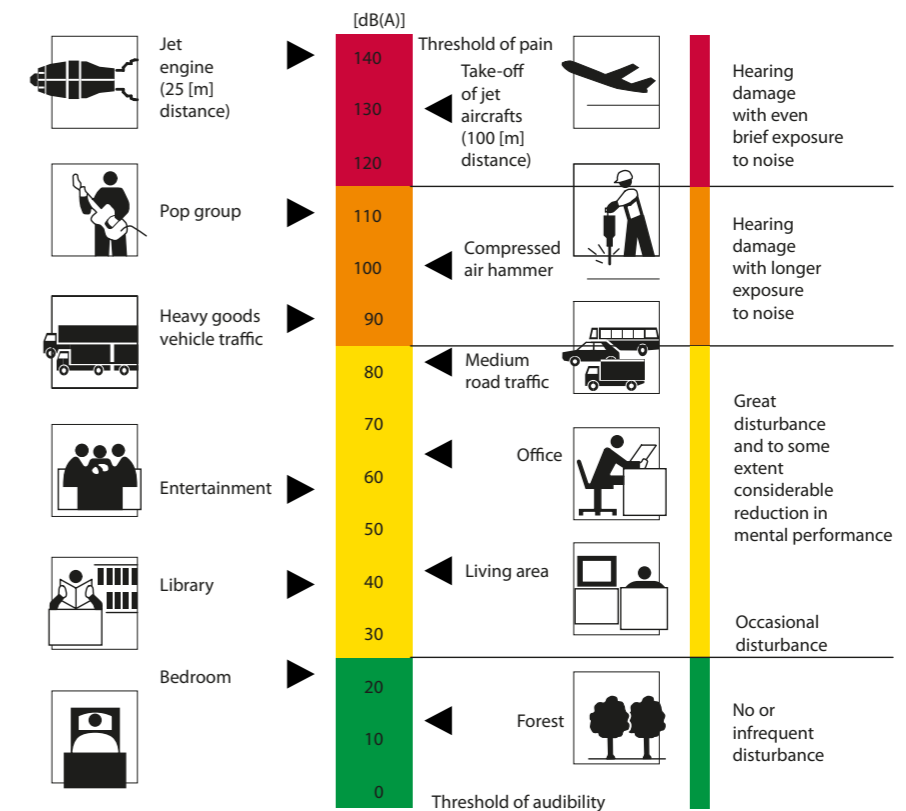 [dB(A)]
Jet
engine
(25 [m]
distance)
Pop group
Heavy goods
vehicle traffic
Entertainment
Library
Bedroom
140
130
120
110
100
90
80
70
60
50
40
30
20
10
0
Threshold of pain
Take-off
of jet
aircrafts
(100 [m]
distance)
Compressed
air hammer
Medium
road traffic
Office
Living area
Forest
Threshold of audibility
Hearing
damage
with even
brief exposure
to noise
Hearing
damage
with longer
exposure
to noise
Great
disturbance
and to some
extent
considerable
reduction in
mental performance
Occasional
disturbance
No or
infrequent
disturbance